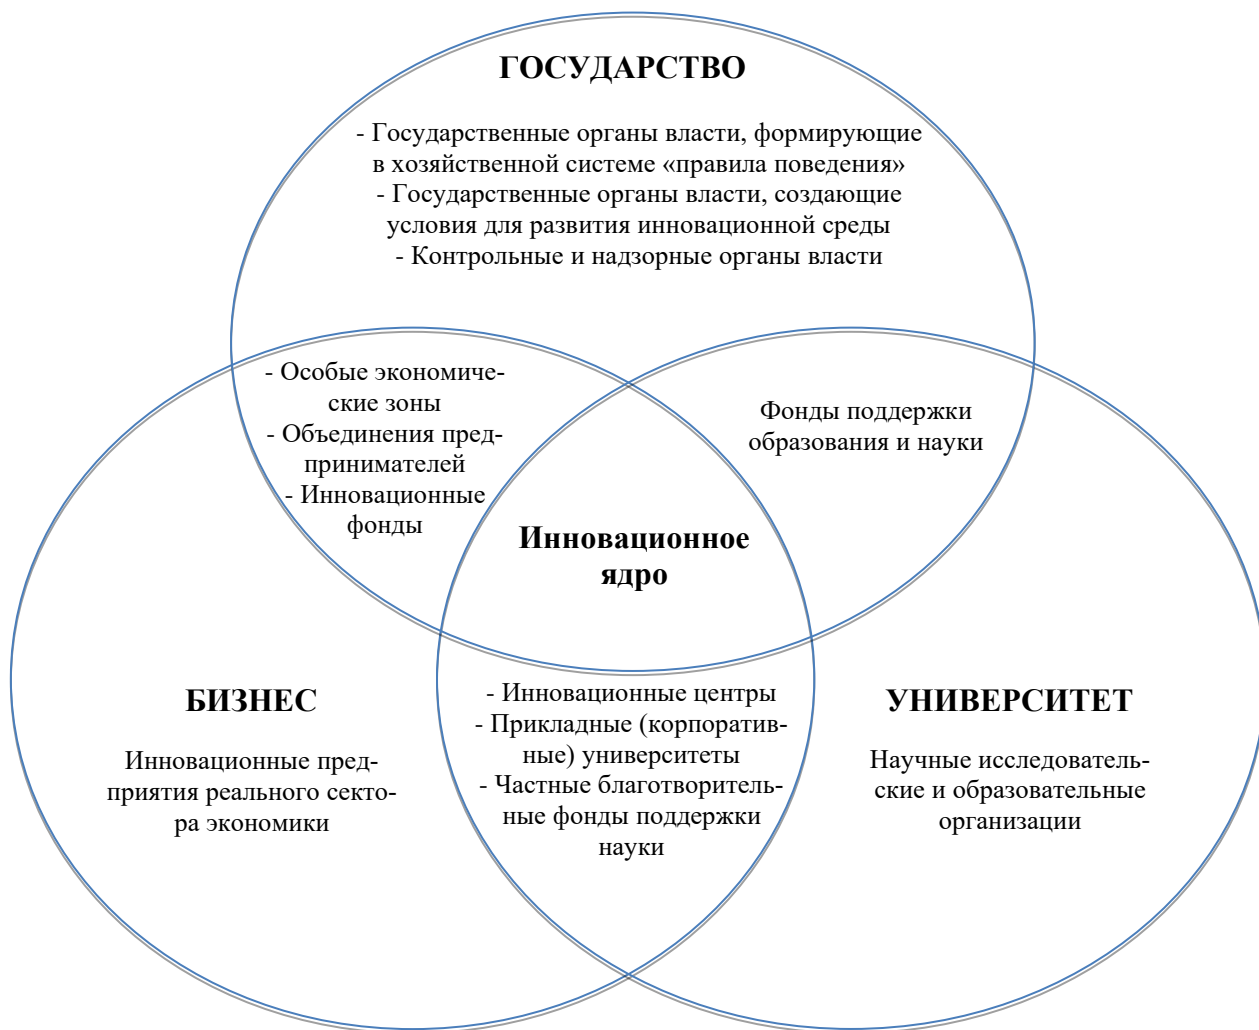 ГОСУДАРСТВО
- Государственные органы власти, формирующие
в хозяйственной системе «правила поведения»
- Государственные органы власти, создающие
условия для развития инновационной среды
- Контрольные и надзорные органы власти
- Особые экономиче-
ские зоны
- Объединения пред-
принимателей
- Инновационные
фонды
Фонды поддержки
образования и науки
Инновационное
ядро
БИЗНЕС
Инновационные пред-
приятия реального секто-
ра экономики
- Инновационные центры
- Прикладные (корпоратив-
ные) университеты
- Частные благотворитель-
ные фонды поддержки
науки
УНИВЕРСИТЕТ
Научные исследователь-
ские и образовательные
организации